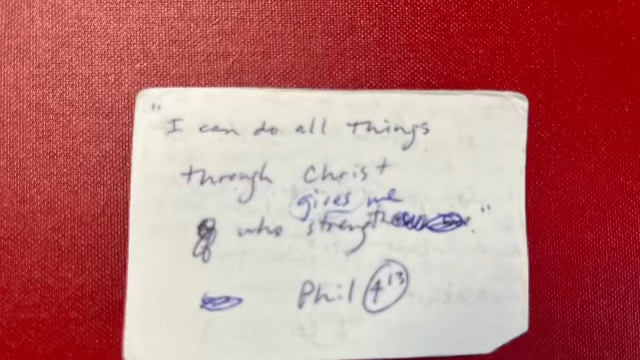 "I can do all things
through Christ
gives me
who strength."
Phil 4 13